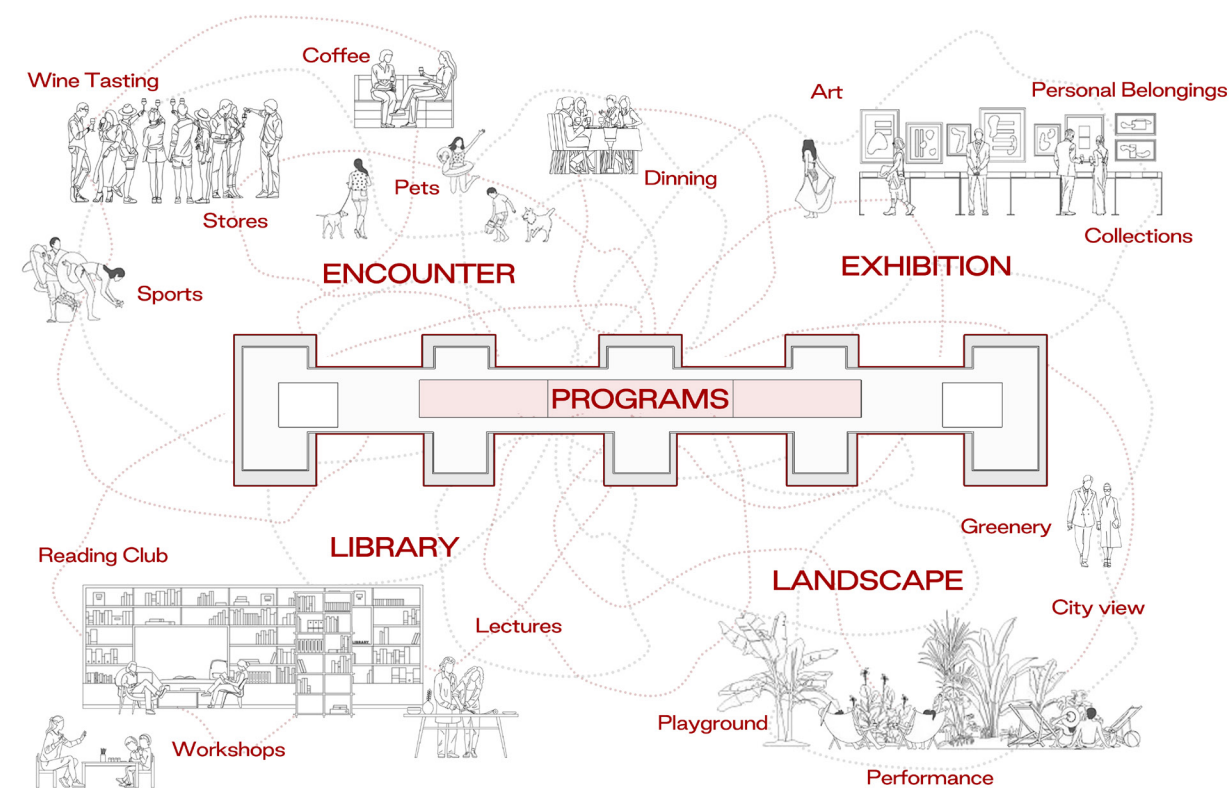 Coffee
Wine Tasting
Art
Personal Belongings
Pets
Dinning
Stores
Collections
ENCOUNTER
EXHIBITION
Sports
PROGRAMS
Greenery
LIBRARY
Reading Club
LANDSCAPE
City view
Lectures
LIBRARY
Playground
Workshops
Performance